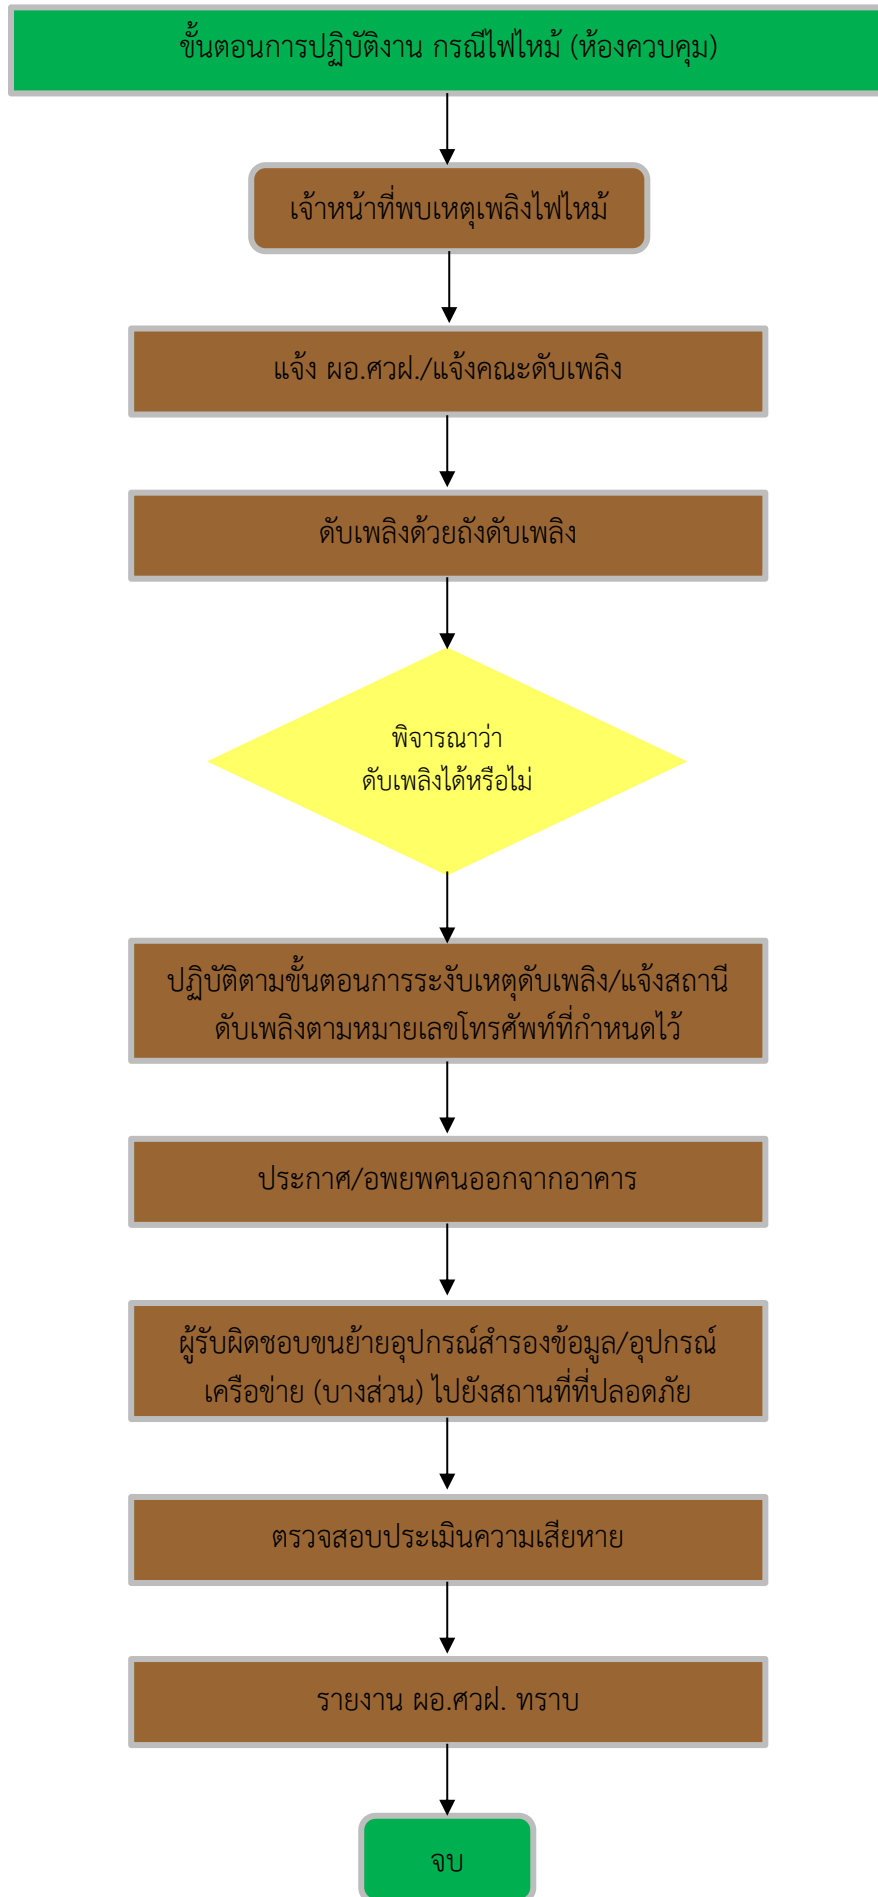 ขั้นตอนการปฏิบัติงาน กรณีไฟไหม้ (ห้องควบคุม)
เจ้าหน้าที่พบเหตุเพลิงไฟไหม้
แจ้ง ผอ.ศวฝ./แจ้งคณะดับเพลิง
ดับเพลิงด้วยถังดับเพลิง
พิจารณาว่า
ดับเพลิงได้หรือไม่
ปฏิบัติตามขั้นตอนการระงับเหตุดับเพลิง/แจ้งสถานี
ดับเพลิงตามหมายเลขโทรศัพท์ที่กำหนดไว้
ประกาศ/อพยพคนออกจากอาคาร
ผู้รับผิดชอบขนย้ายอุปกรณ์สำรองข้อมูล/อุปกรณ์
เครือข่าย (บางส่วน) ไปยังสถานที่ที่ปลอดภัย
ตรวจสอบประเมินความเสียหาย
รายงาน ผอ.ศวฝ. ทราบ
จบ